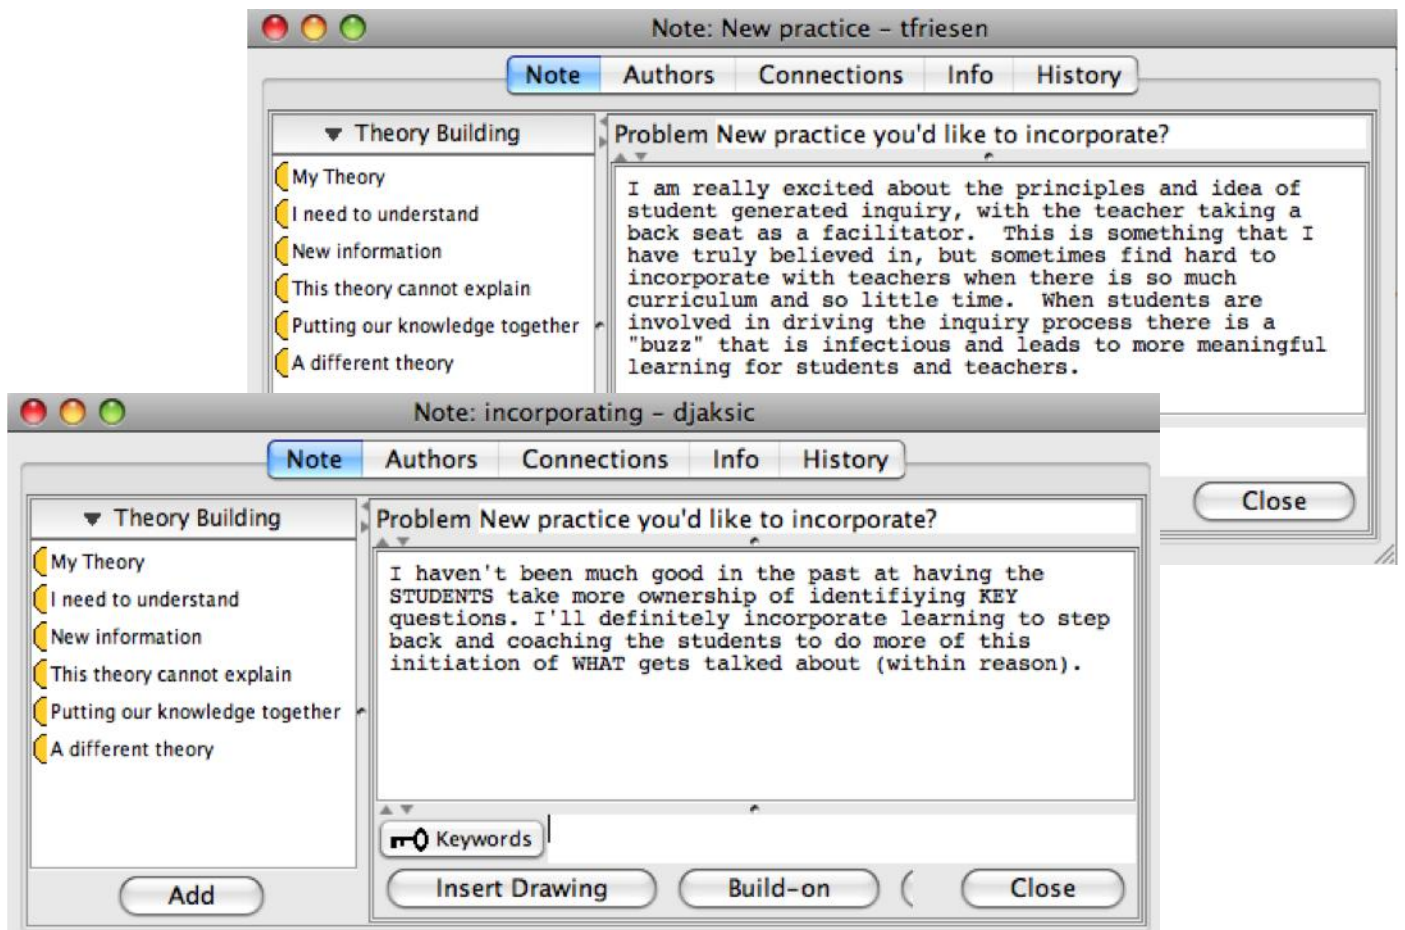 Note: New practice – tfriesen
Note Authors Connections Info History
Theory Building
My Theory
I need to understand
New information
This theory cannot explain
Putting our knowledge together
A different theory
Problem New practice you'd like to incorporate?
I am really excited about the principles and idea of
student generated inquiry, with the teacher taking a
back seat as a facilitator.  This is something that I
have truly believed in, but sometimes find hard to
incorporate with teachers when there is so much
curriculum and so little time.  When students are
involved in driving the inquiry process there is a
"buzz" that is infectious and leads to more meaningful
learning for students and teachers.
Close
Note: incorporating – djaksic
Note Authors Connections Info History
Theory Building
My Theory
I need to understand
New information
This theory cannot explain
Putting our knowledge together
A different theory
Add
Problem New practice you'd like to incorporate?
I haven't been much good in the past at having the
STUDENTS take more ownership of identifiying KEY
questions. I'll definitely incorporate learning to step
back and coaching the students to do more of this
initiation of WHAT gets talked about (within reason).
Keywords
Insert Drawing Build-on Close